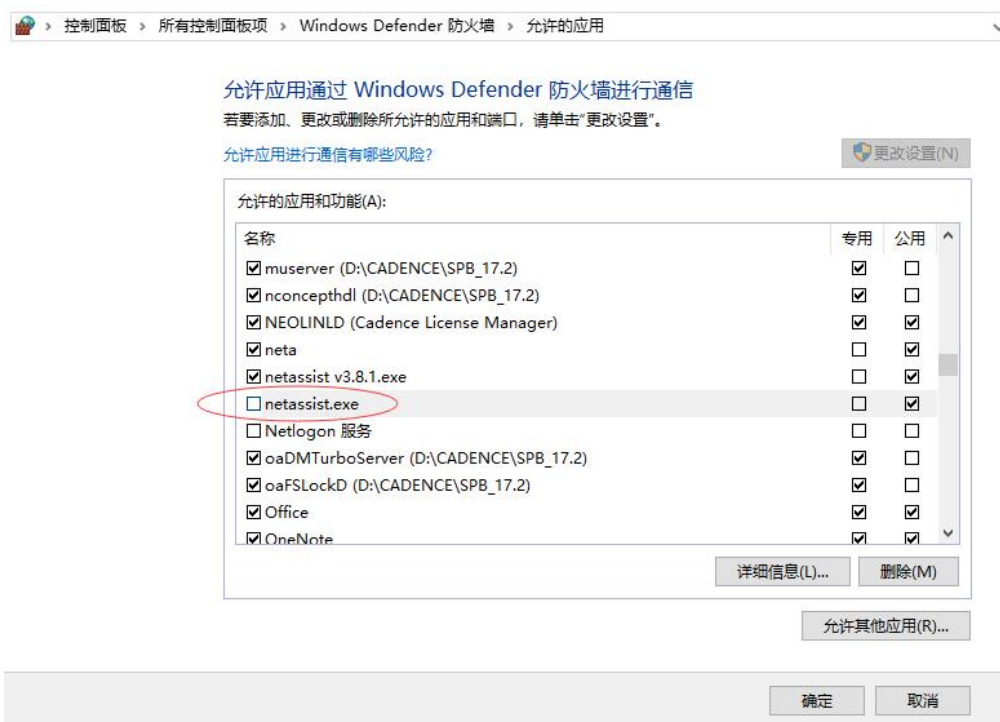 控制面板 › 所有控制面板项 › Windows Defender 防火墙 › 允许的应用
允许应用通过 Windows Defender 防火墙进行通信
若要添加、更改或删除所允许的应用和端口，请单击"更改设置"。
允许应用进行通信有哪些风险?
更改设置(N)
允许的应用和功能(A):
名称 专用 公用
muserver (D:\CADENCE\SPB_17.2)
nconcepthdl (D:\CADENCE\SPB_17.2)
NEOLINLD (Cadence License Manager)
neta
netassist v3.8.1.exe
netassist.exe
Netlogon 服务
oaDMTurboServer (D:\CADENCE\SPB_17.2)
oaFSLockD (D:\CADENCE\SPB_17.2)
Office
OneNote
详细信息(L)... 删除(M)
允许其他应用(R)...
确定 取消